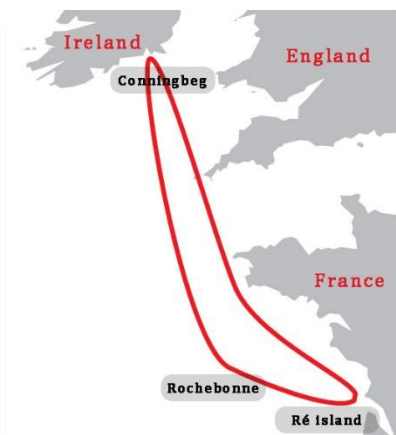 Ireland
England
Conningbeg
France
Rochebonne
Ré island